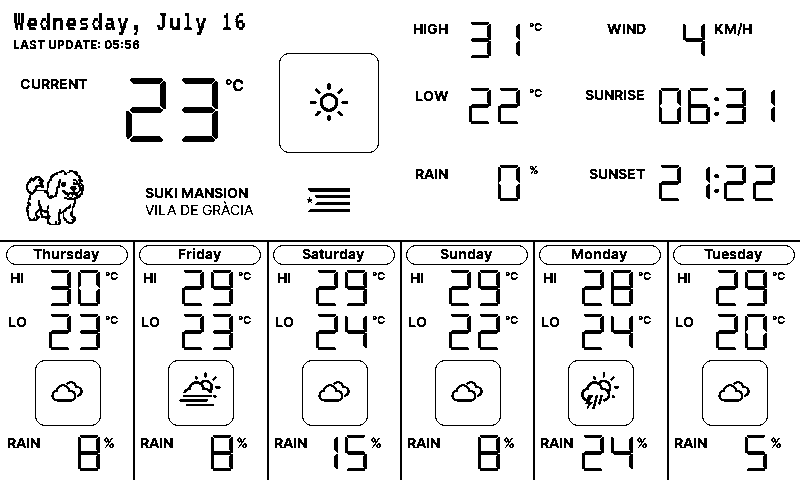 Wednesday, July 16
LAST UPDATE: 05:56
CURRENT 23 °C
SUKI MANSION
VILA DE GRÀCIA
HIGH 31 °C
LOW 22 °C
RAIN 0 %
WIND 4 KM/H
SUNRISE 06:31
SUNSET 21:22
Thursday
HI 30 °C
LO 23 °C
RAIN 8 %
Friday
HI 29 °C
LO 23 °C
RAIN 8 %
Saturday
HI 29 °C
LO 24 °C
RAIN 15 %
Sunday
HI 29 °C
LO 22 °C
RAIN 8 %
Monday
HI 28 °C
LO 24 °C
RAIN 24 %
Tuesday
HI 29 °C
LO 20 °C
RAIN 5 %